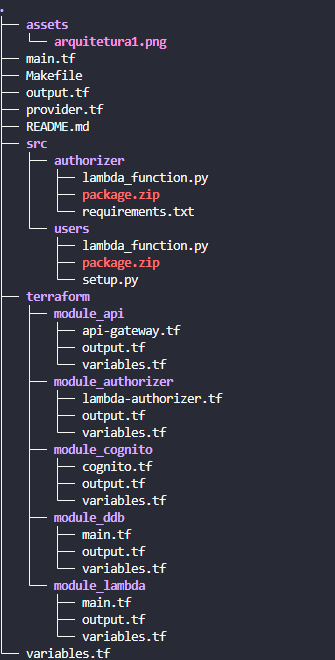 .
├── assets
│   └── arquitetura1.png
├── main.tf
├── Makefile
├── output.tf
├── provider.tf
├── README.md
├── src
│   ├── authorizer
│   │   ├── lambda_function.py
│   │   ├── package.zip
│   │   └── requirements.txt
│   └── users
│       ├── lambda_function.py
│       ├── package.zip
│       └── setup.py
├── terraform
│   ├── module_api
│   │   ├── api-gateway.tf
│   │   ├── output.tf
│   │   └── variables.tf
│   ├── module_authorizer
│   │   ├── lambda-authorizer.tf
│   │   ├── output.tf
│   │   └── variables.tf
│   ├── module_cognito
│   │   ├── cognito.tf
│   │   ├── output.tf
│   │   └── variables.tf
│   ├── module_ddb
│   │   ├── main.tf
│   │   ├── output.tf
│   │   └── variables.tf
│   └── module_lambda
│       ├── main.tf
│       ├── output.tf
│       └── variables.tf
└── variables.tf